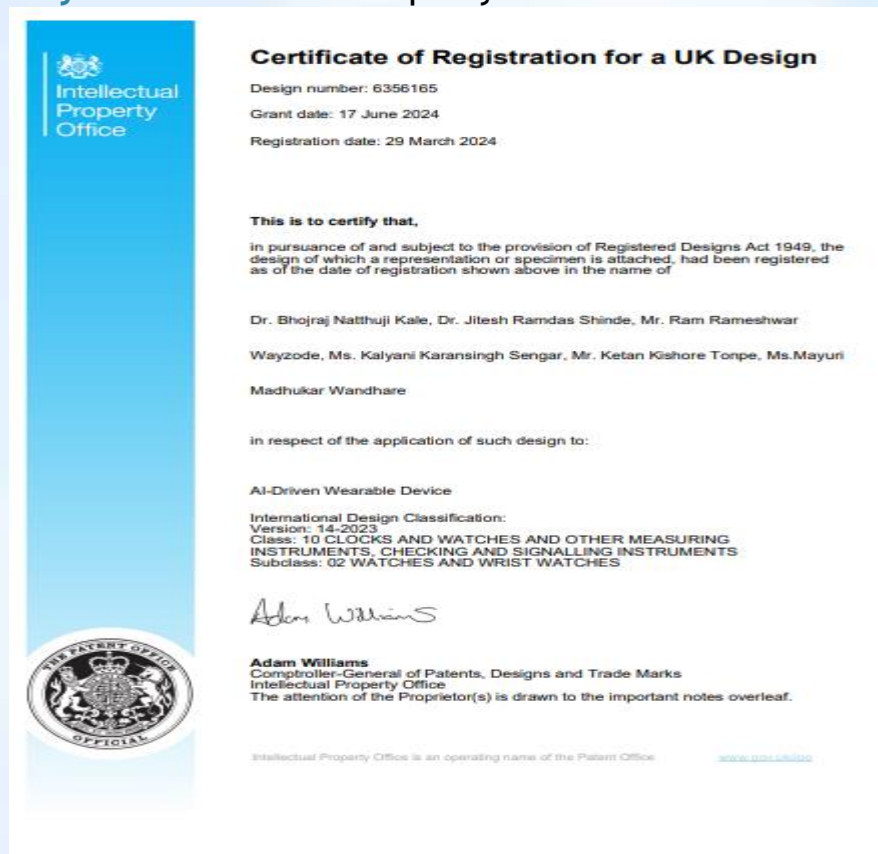 Intellectual
Property
Office
Certificate of Registration for a UK Design
Design number: 6356165
Grant date: 17 June 2024
Registration date: 29 March 2024
This is to certify that,
in pursuance of and subject to the provision of Registered Designs Act 1949, the
design of which a representation or specimen is attached, had been registered
as of the date of registration shown above in the name of
Dr. Bhojraj Natthuji Kale, Dr. Jitesh Ramdas Shinde, Mr. Ram Rameshwar
Wayzode, Ms. Kalyani Karansingh Sengar, Mr. Ketan Kishore Tonpe, Ms.Mayuri
Madhukar Wandhare
in respect of the application of such design to:
AI-Driven Wearable Device
International Design Classification:
Version: 14-2023
Class: 10 CLOCKS AND WATCHES AND OTHER MEASURING
INSTRUMENTS, CHECKING AND SIGNALLING INSTRUMENTS
Subclass: 02 WATCHES AND WRIST WATCHES
Adam Williams
Adam Williams
Comptroller-General of Patents, Designs and Trade Marks
Intellectual Property Office
The attention of the Proprietor(s) is drawn to the important notes overleaf.
THE PATENT OFFICE
OFFICIAL
Intellectual Property Office is an operating name of the Patent Office www.gov.uk/ipo